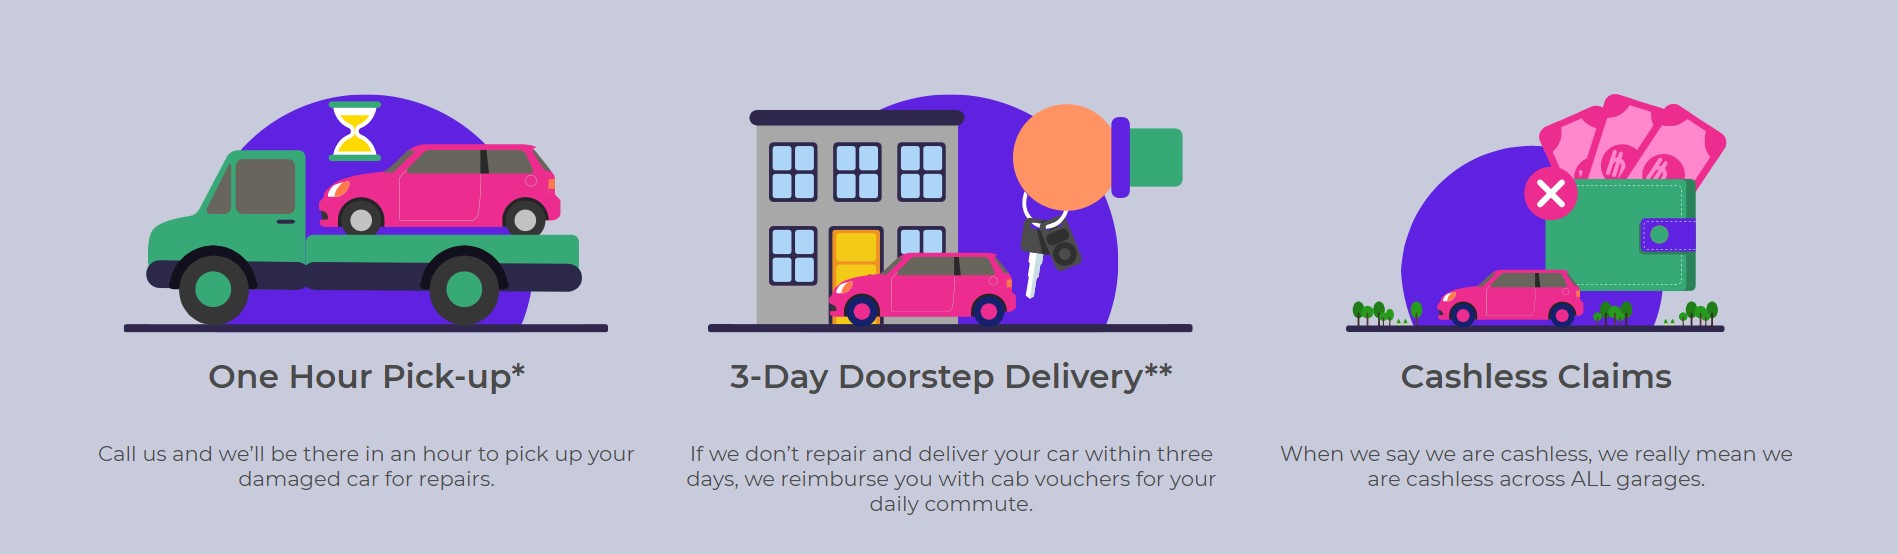 One Hour Pick-up*
Call us and we'll be there in an hour to pick up your
damaged car for repairs.
3-Day Doorstep Delivery**
If we don't repair and deliver your car within three
days, we reimburse you with cab vouchers for your
daily commute.
Cashless Claims
When we say we are cashless, we really mean we
are cashless across ALL garages.